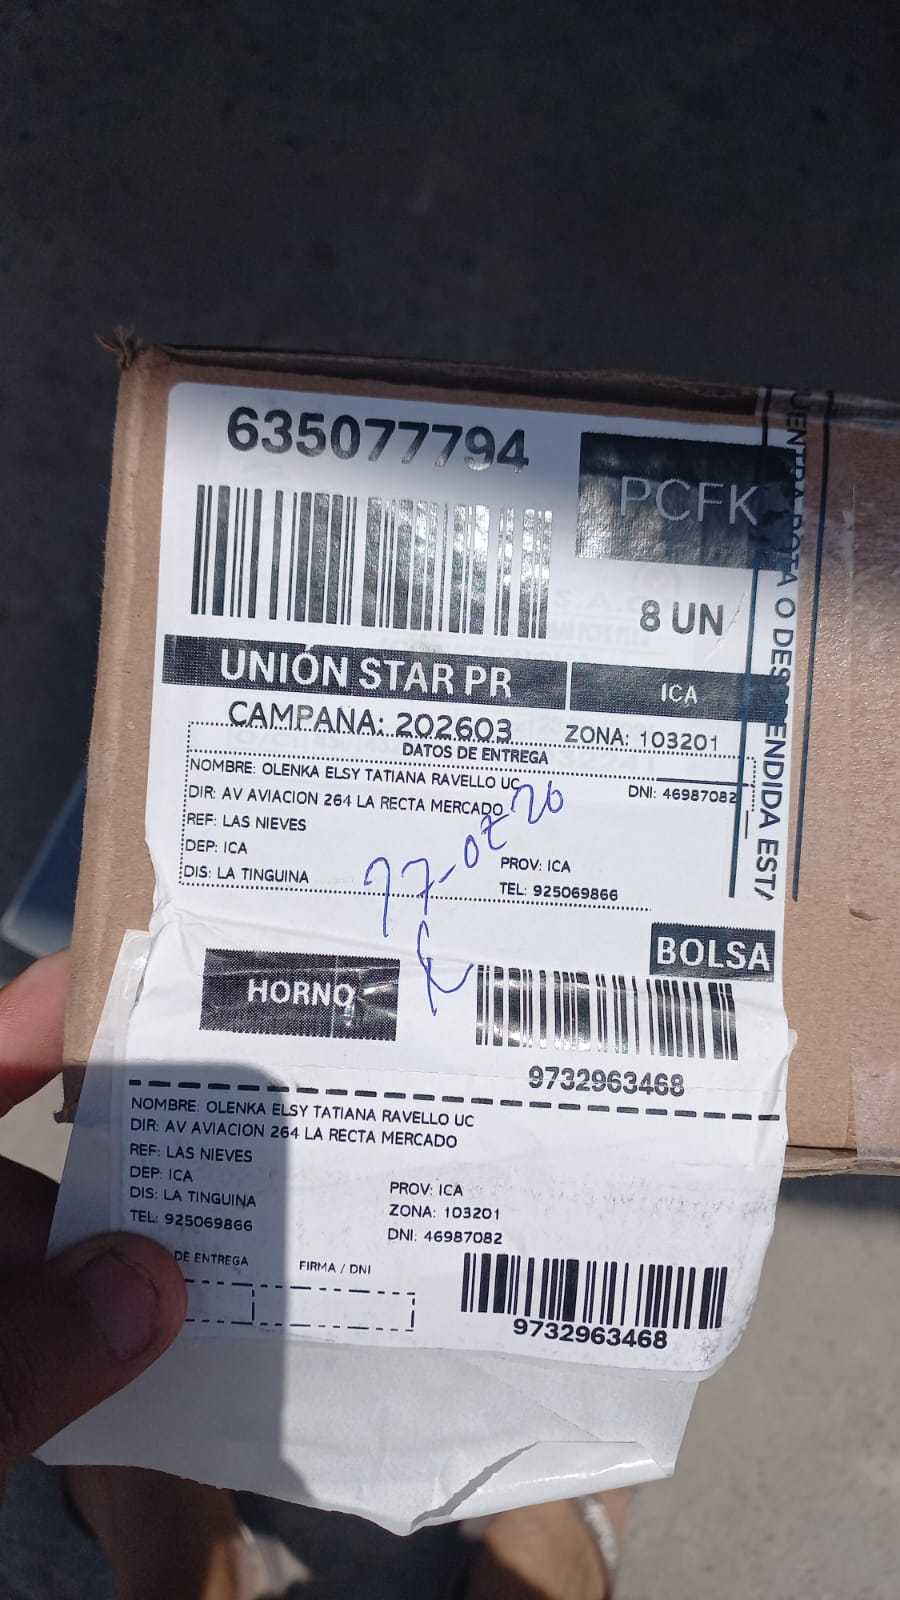 635077794
PCFK
8 UN
UNIÓN STAR PR
ICA
CAMPANA: 202603
ZONA: 103201
DATOS DE ENTREGA
NOMBRE: OLENKA ELSY TATIANA RAVELLO UC
DNI: 46987082
DIR: AV AVIACION 264 LA RECTA MERCADO
REF: LAS NIEVES
DEP: ICA
PROV: ICA
DIS: LA TINGUINA
TEL: 925069866
BOLSA
HORNO
9732963468
NOMBRE: OLENKA ELSY TATIANA RAVELLO UC
DIR: AV AVIACION 264 LA RECTA MERCADO
REF: LAS NIEVES
DEP: ICA
PROV: ICA
DIS: LA TINGUINA
ZONA: 103201
TEL: 925069866
DNI: 46987082
DE ENTREGA
FIRMA / DNI
9732963468